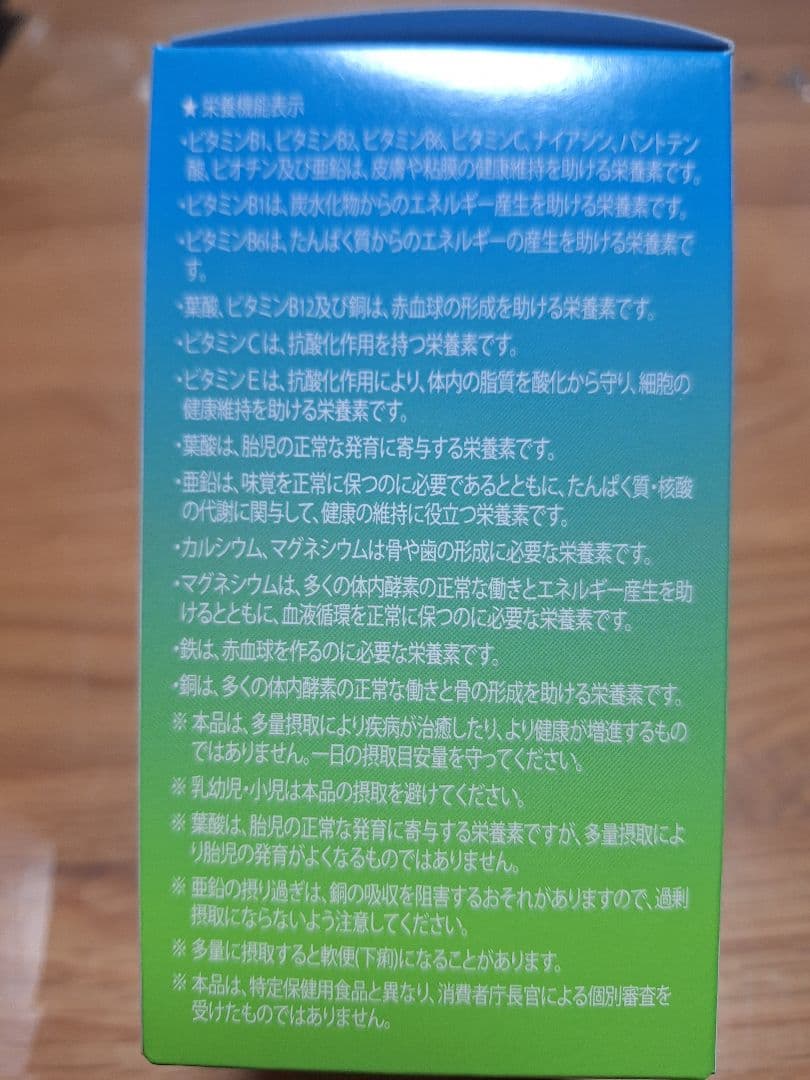 ★栄養機能表示
・ビタミンB1、ビタミンB2、ビタミンB6、ビタミンC、ナイアシン、パントテン
酸、ビオチン及び亜鉛は、皮膚や粘膜の健康維持を助ける栄養素です。
・ビタミンB1は、炭水化物からのエネルギー産生を助ける栄養素です。
・ビタミンB6は、たんぱく質からのエネルギーの産生を助ける栄養素で
す。
・葉酸、ビタミンB12及び銅は、赤血球の形成を助ける栄養素です。
・ビタミンCは、抗酸化作用を持つ栄養素です。
・ビタミンEは、抗酸化作用により、体内の脂質を酸化から守り、細胞の
健康維持を助ける栄養素です。
・葉酸は、胎児の正常な発育に寄与する栄養素です。
・亜鉛は、味覚を正常に保つのに必要であるとともに、たんぱく質・核酸
の代謝に関与して、健康の維持に役立つ栄養素です。
・カルシウム、マグネシウムは骨や歯の形成に必要な栄養素です。
・マグネシウムは、多くの体内酵素の正常な働きとエネルギー産生を助
けるとともに、血液循環を正常に保つのに必要な栄養素です。
・鉄は、赤血球を作るのに必要な栄養素です。
・銅は、多くの体内酵素の正常な働きと骨の形成を助ける栄養素です。
※ 本品は、多量摂取により疾病が治癒したり、より健康が増進するもの
ではありません。一日の摂取目安量を守ってください。
※ 乳幼児・小児は本品の摂取を避けてください。
※ 葉酸は、胎児の正常な発育に寄与する栄養素ですが、多量摂取によ
り胎児の発育がよくなるものではありません。
※ 亜鉛の摂り過ぎは、銅の吸収を阻害するおそれがありますので、過剰
摂取にならないよう注意してください。
※ 多量に摂取すると軟便(下痢)になることがあります。
※ 本品は、特定保健用食品と異なり、消費者庁長官による個別審査を
受けたものではありません。